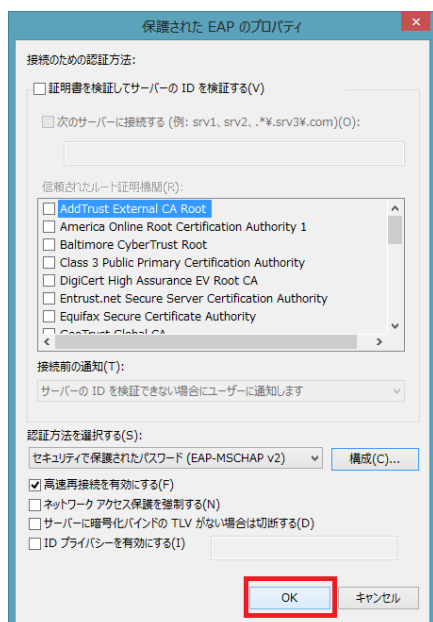 保護された EAP のプロパティ
接続のための認証方法:
証明書を検証してサーバーの ID を検証する(V)
次のサーバーに接続する (例: srv1、srv2、.*¥.srv3¥.com)(O):
信頼されたルート証明機関(R):
AddTrust External CA Root
America Online Root Certification Authority 1
Baltimore CyberTrust Root
Class 3 Public Primary Certification Authority
DigiCert High Assurance EV Root CA
Entrust.net Secure Server Certification Authority
Equifax Secure Certificate Authority
GeoTrust Global CA
接続前の通知(T):
サーバーの ID を検証できない場合にユーザーに通知します
認証方法を選択する(S):
セキュリティで保護されたパスワード (EAP-MSCHAP v2) 構成(C)...
高速再接続を有効にする(F)
ネットワーク アクセス保護を強制する(N)
サーバーに暗号化バインドの TLV がない場合は切断する(D)
ID プライバシーを有効にする(I)
OK キャンセル